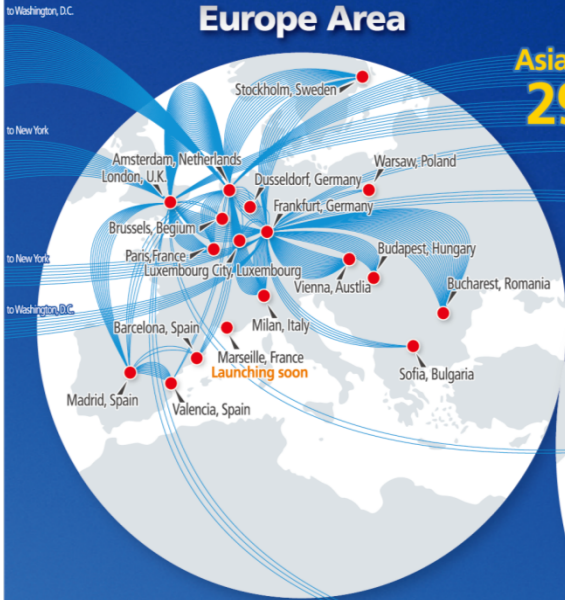 to Washington, D.C.
Europe Area
Asia
29
Stockholm, Sweden
to New York
Amsterdam, Netherlands
London, U.K.
Dusseldorf, Germany
Warsaw, Poland
Frankfurt, Germany
Brussels, Begium
Paris,France
Luxembourg City, Luxembourg
Budapest, Hungary
Vienna, Austlia
to New York
Bucharest, Romania
to Washington, D.C.
Barcelona, Spain
Milan, Italy
Marseille, France
Launching soon
Sofia, Bulgaria
Madrid, Spain
Valencia, Spain